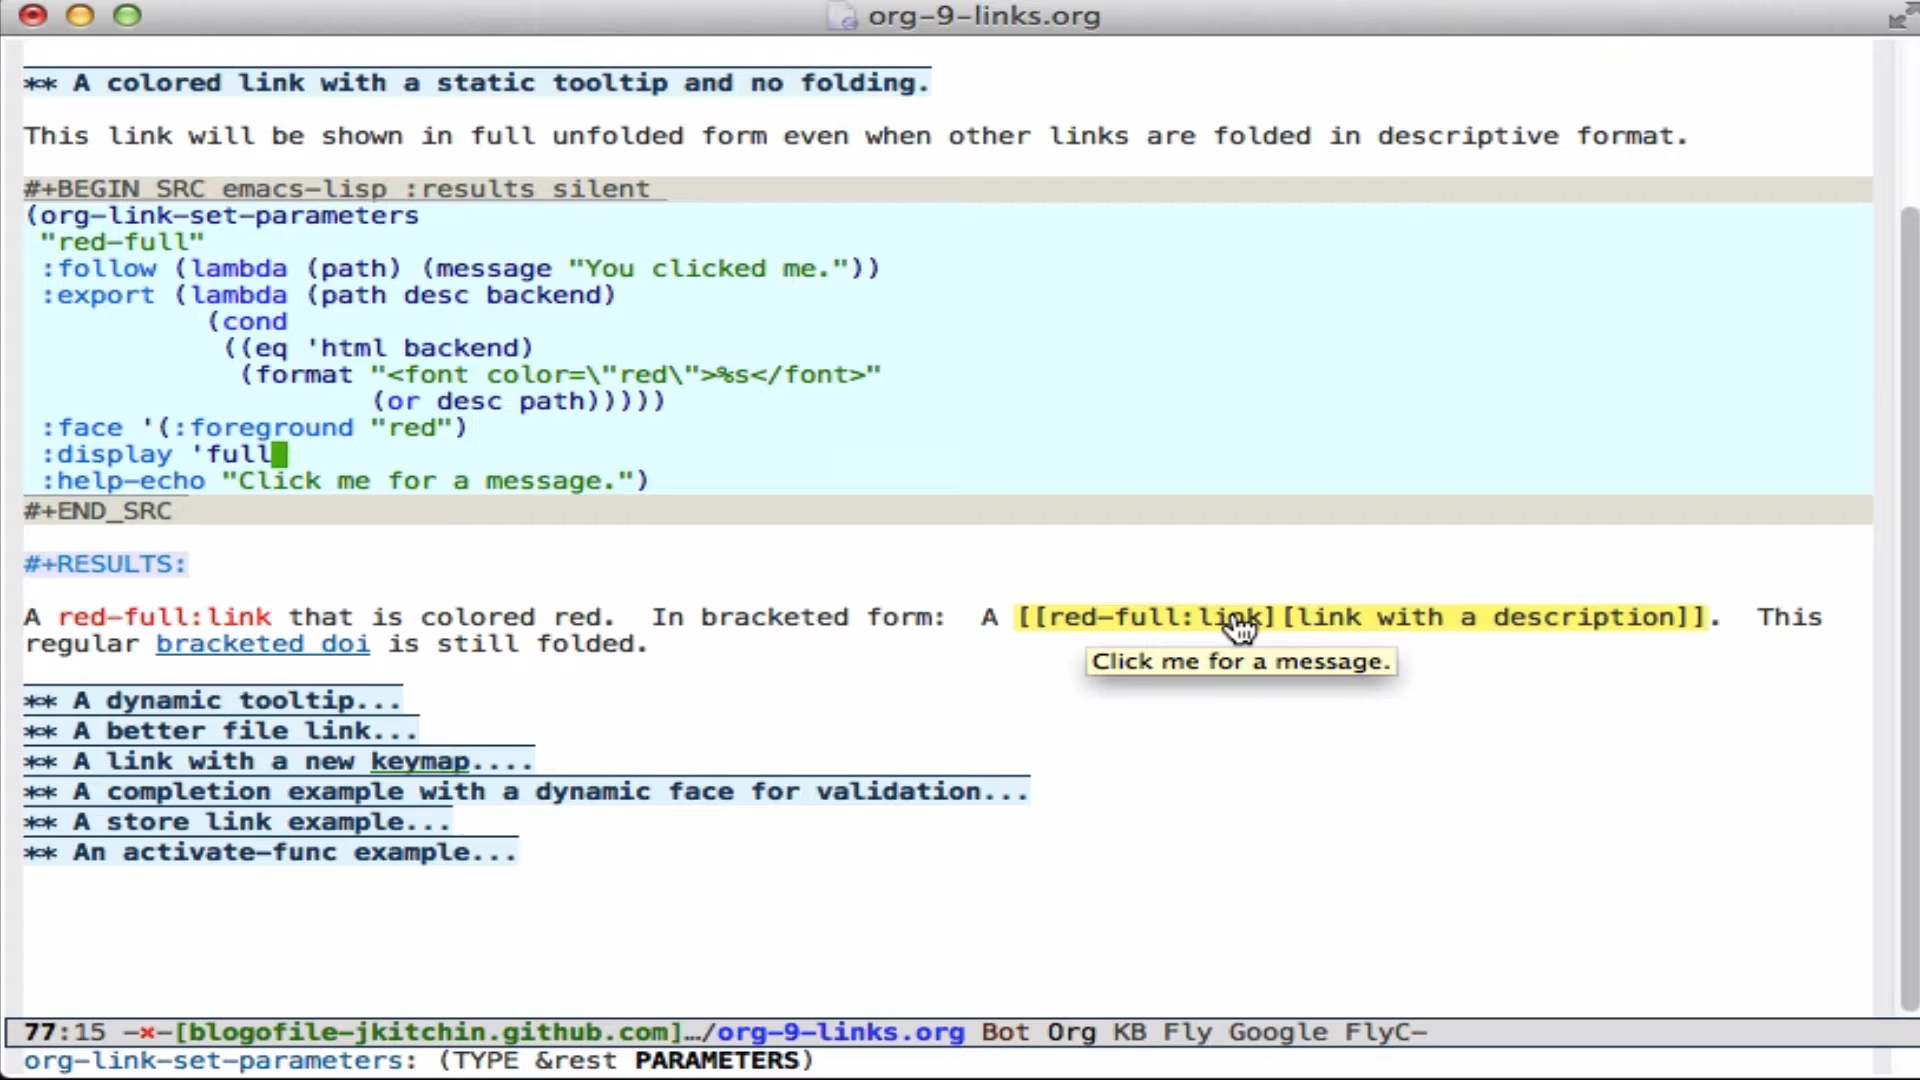 org-9-links.org
** A colored link with a static tooltip and no folding.
This link will be shown in full unfolded form even when other links are folded in descriptive format.
#+BEGIN_SRC emacs-lisp :results silent
(org-link-set-parameters
"red-full"
:follow (lambda (path) (message "You clicked me."))
:export (lambda (path desc backend)
(cond
((eq 'html backend)
(format "<font color=\"red\">%s</font>"
(or desc path)))))
:face '(:foreground "red")
:display 'full
:help-echo "Click me for a message.")
#+END_SRC
#+RESULTS:
A red-full:link that is colored red.  In bracketed form:  A [[red-full:link][link with a description]].  This
regular bracketed doi is still folded.
Click me for a message.
** A dynamic tooltip...
** A better file link...
** A link with a new keymap....
** A completion example with a dynamic face for validation...
** A store link example...
** An activate-func example...
77:15 -×-[blogofile-jkitchin.github.com]…/org-9-links.org Bot Org KB Fly Google FlyC-
org-link-set-parameters: (TYPE &rest PARAMETERS)